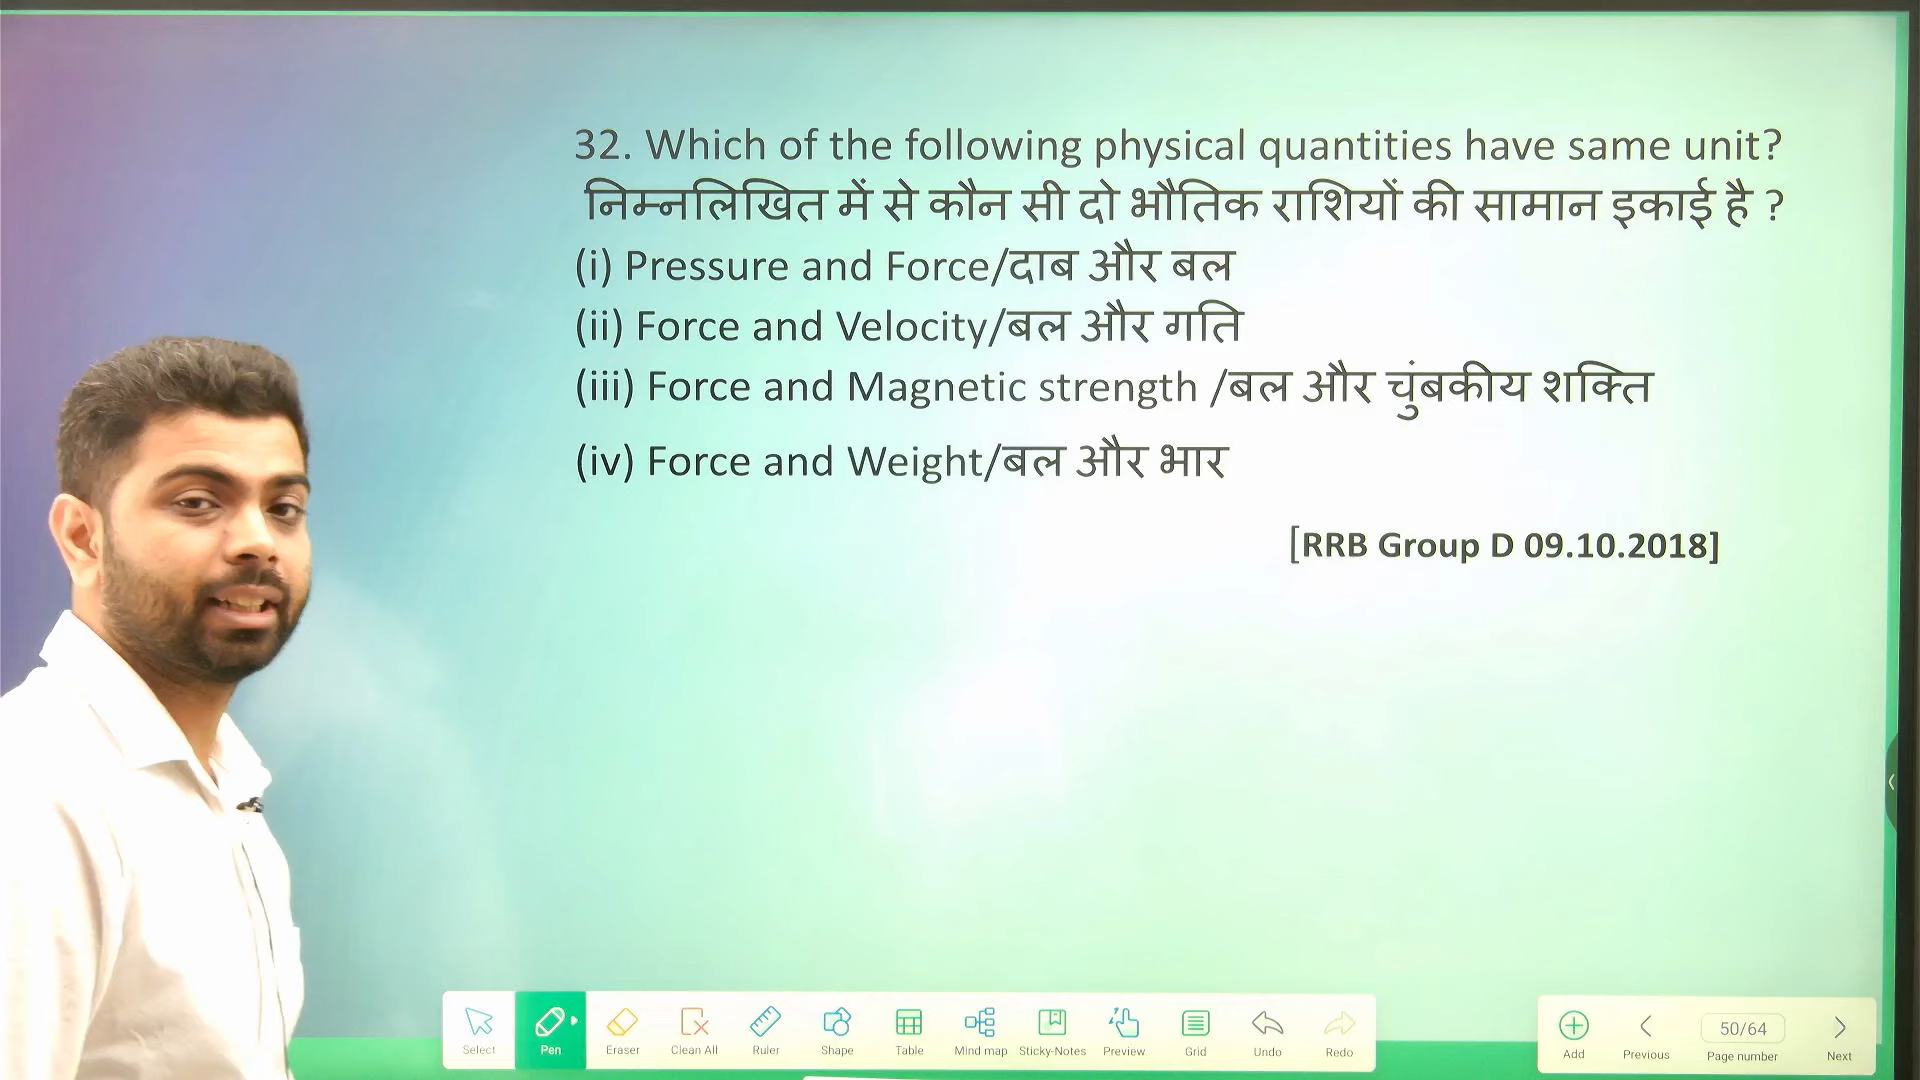 32. Which of the following physical quantities have same unit?
निम्नलिखित में से कौन सी दो भौतिक राशियों की सामान इकाई है ?
(i) Pressure and Force/दाब और बल
(ii) Force and Velocity/बल और गति
(iii) Force and Magnetic strength /बल और चुंबकीय शक्ति
(iv) Force and Weight/बल और भार
[RRB Group D 09.10.2018]
Select Pen Eraser Clean All Ruler Shape Table Mind map Sticky-Notes Preview Grid Undo Redo
50/64
Add Previous Page number Next